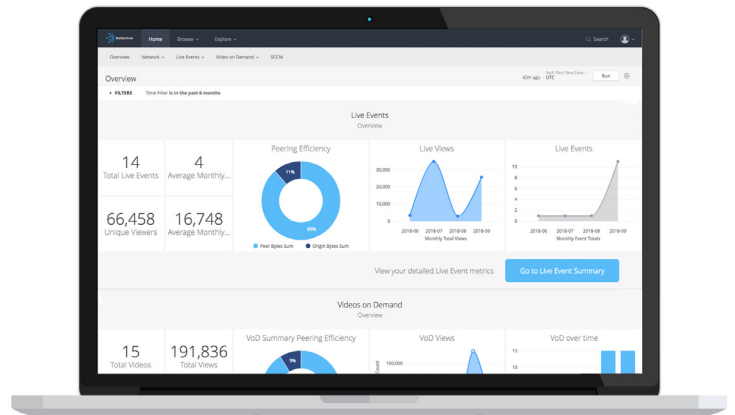 Home Browse Explore Search
Overview Network Live Events Video on Demand SCCM
Overview
43m ago · UTC Run
FILTERS Time Filter is in the past 6 months
Live Events
Overview
14
Total Live Events
4
Average Monthly...
66,458
Unique Viewers
16,748
Average Monthly...
Peering Efficiency
11%
89%
Peer Bytes Sum Origin Bytes Sum
Live Views
30,000
20,000
10,000
0
2018-06 2018-07 2018-08 2018-09
Monthly Total Views
Live Events
10
8
6
4
2
0
2018-06 2018-07 2018-08 2018-09
Monthly Event Totals
View your detailed Live Event metrics Go to Live Event Summary
Videos on Demand
Overview
15
Total Videos
191,836
Total Views
VoD Summary Peering Efficiency
9%
VoD Views
Count
100,000
VoD over time
15
10